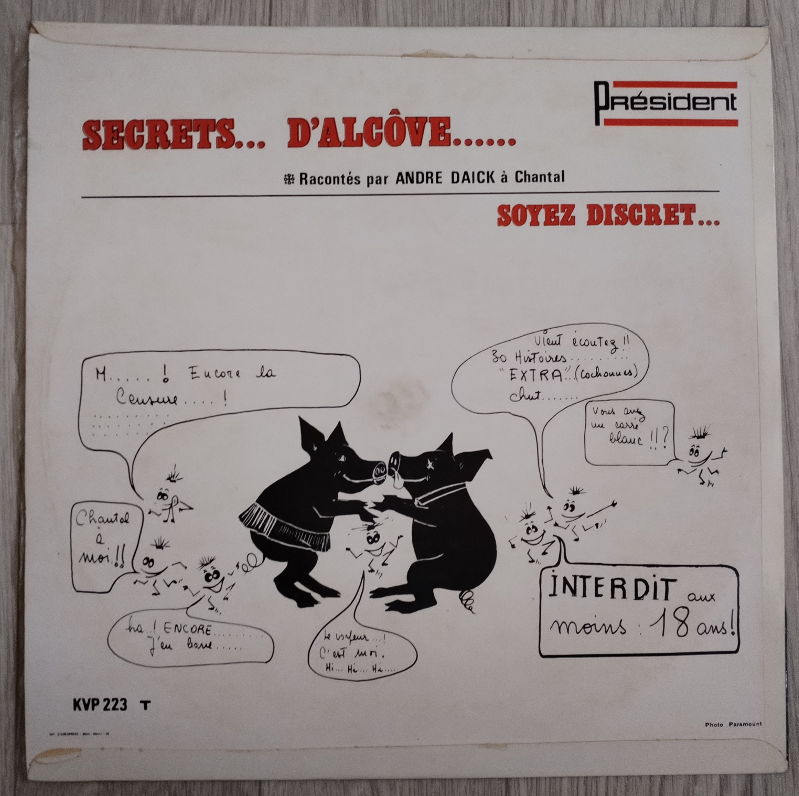 Président
SECRETS... D'ALCÔVE......
❉ Racontés par ANDRE DAICK à Chantal
SOYEZ DISCRET...
M.....! Encore la
Censure....!
Vient écoutez!!
30 Histoires.........
"EXTRA".. (cochonnes)
chut.......
vous avez
un carré
blanc!!?
Chantal
à
moi!!
ha..! ENCORE........
J'en bave.....
Le voyeur...!
C'est moi.
Hi... Hi... Hi....
INTERDIT aux
moins: 18 ans!
KVP 223 T
Photo Paramount